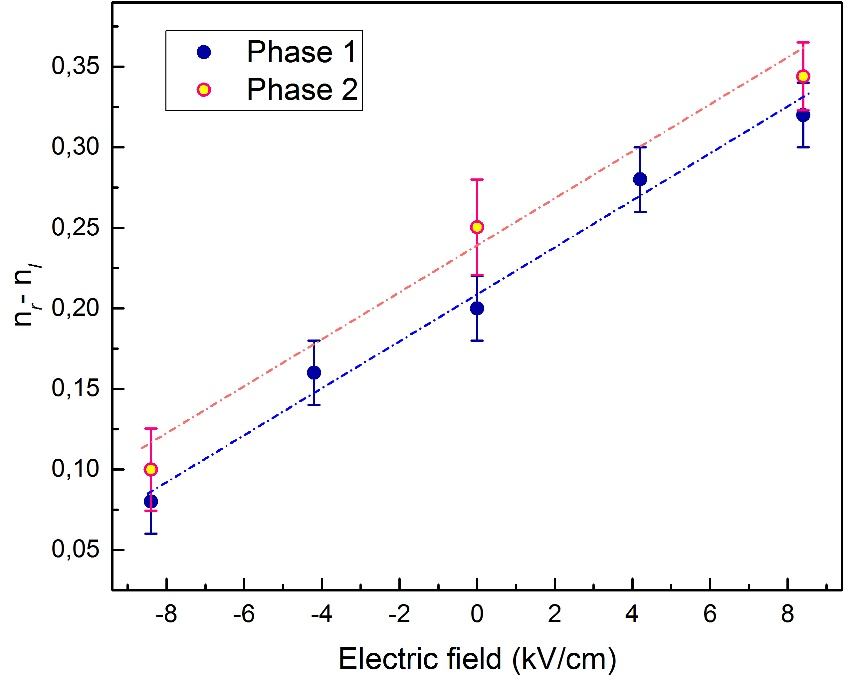 Phase 1
Phase 2
0,35
0,30
0,25
0,20
0,15
0,10
0,05
n_r - n_l
-8 -6 -4 -2 0 2 4 6 8
Electric field (kV/cm)